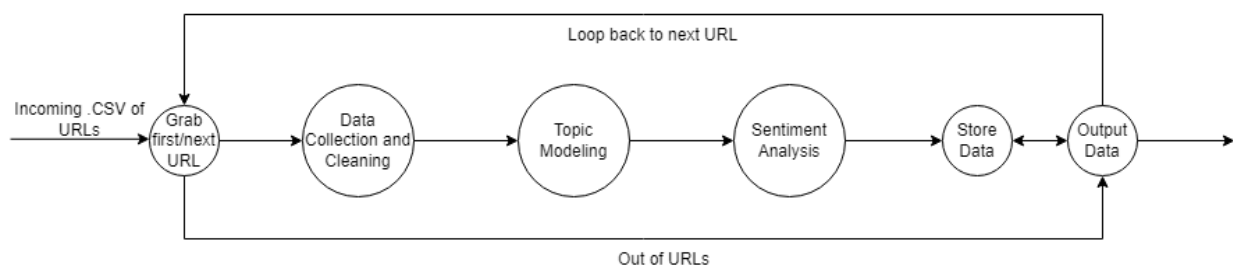 Loop back to next URL
Incoming .CSV of
URLs
Grab
first/next
URL
Data
Collection and
Cleaning
Topic
Modeling
Sentiment
Analysis
Store
Data
Output
Data
Out of URLs